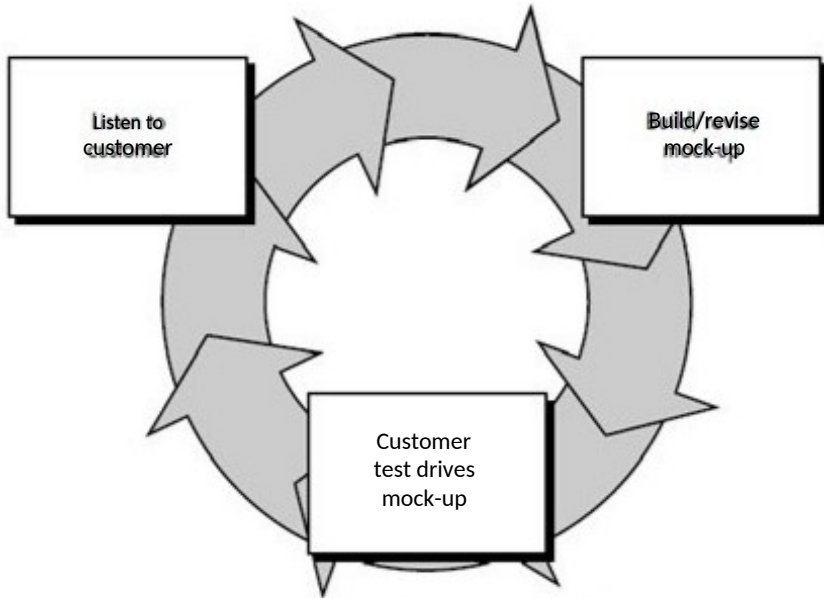 Listen to
customer
Build/revise
mock-up
Customer
test drives
mock-up